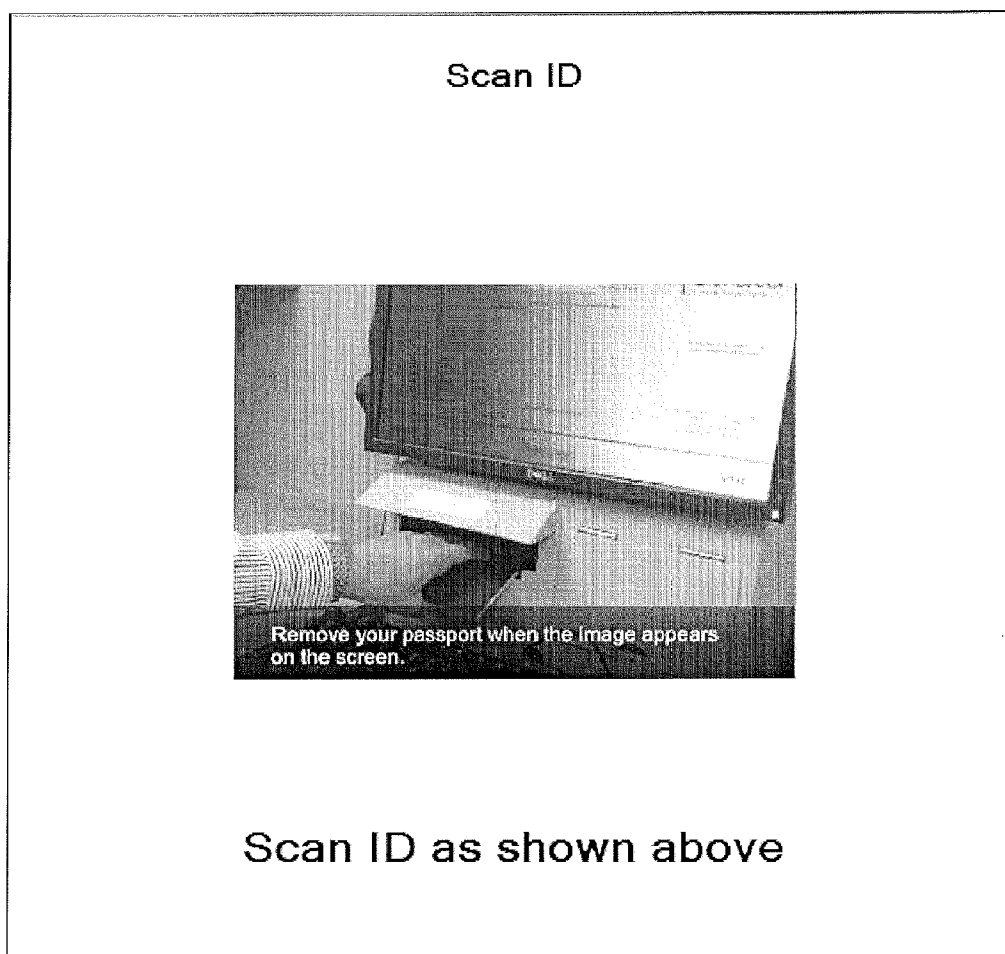 Scan ID
Remove your passport when the image appears
on the screen.
Scan ID as shown above